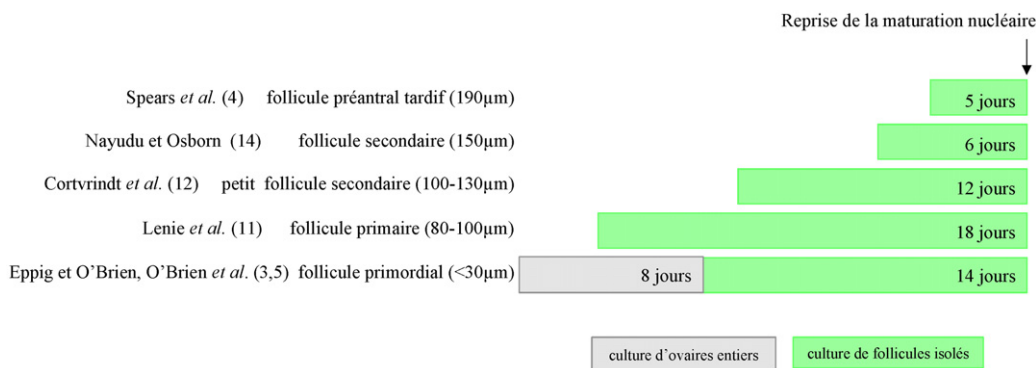 Reprise de la maturation nucléaire
Spears et al. (4) follicule préantral tardif (190µm) 5 jours
Nayudu et Osborn (14) follicule secondaire (150µm) 6 jours
Cortvrindt et al. (12) petit follicule secondaire (100-130µm) 12 jours
Lenie et al. (11) follicule primaire (80-100µm) 18 jours
Eppig et O’Brien, O’Brien et al. (3,5) follicule primordial (<30µm) 8 jours 14 jours
culture d’ovaires entiers culture de follicules isolés